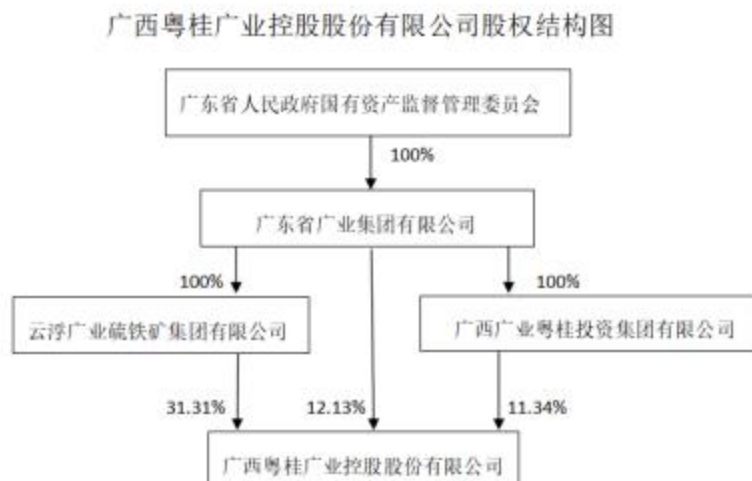 广西粤桂广业控股股份有限公司股权结构图
广东省人民政府国有资产监督管理委员会
100%
广东省广业集团有限公司
100%
100%
云浮广业硫铁矿集团有限公司
广西广业粤桂投资集团有限公司
31.31%
12.13%
11.34%
广西粤桂广业控股股份有限公司